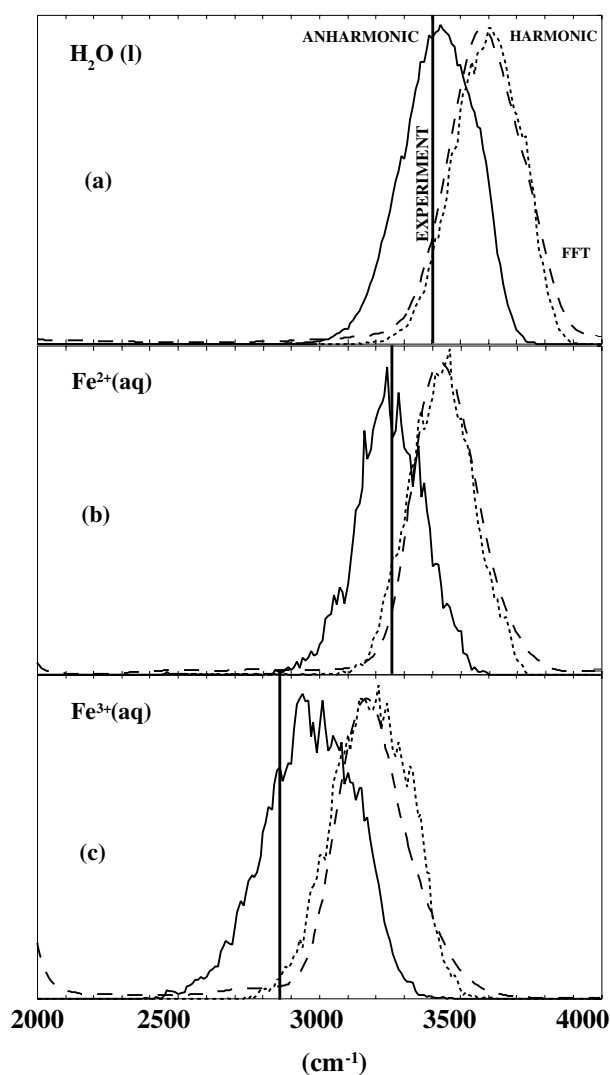 ANHARMONIC HARMONIC
H₂O (l)
EXPERIMENT
(a)
FFT
Fe²⁺(aq)
(b)
Fe³⁺(aq)
(c)
2000 2500 3000 3500 4000
(cm⁻¹)